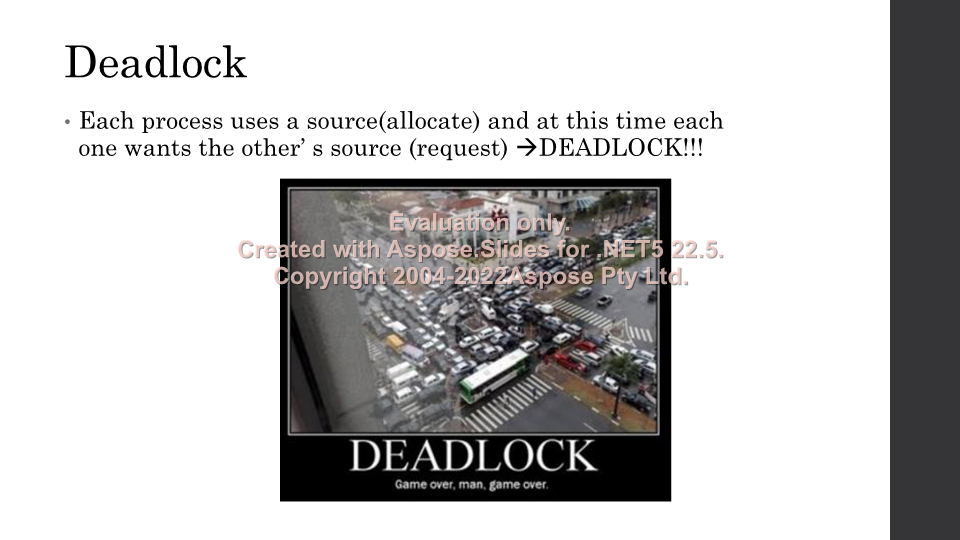 Deadlock
• Each process uses a source(allocate) and at this time each
one wants the other’ s source (request) →DEADLOCK!!!
Evaluation only.
Created with Aspose.Slides for .NET5 22.5.
Copyright 2004-2022Aspose Pty Ltd.
DEADLOCK
Game over, man, game over.